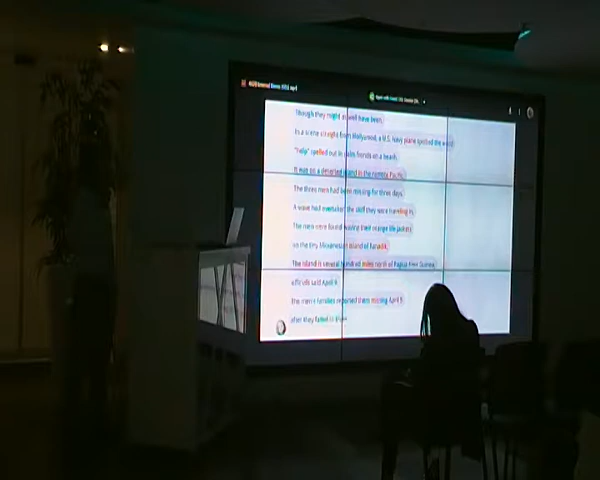 Though they might as well have been.
In a scene straight from Hollywood, a U.S. Navy plane spotted the word
"help" spelled out in palm fronds on a beach.
It was on a deserted island in the remote Pacific.
The three men had been missing for three days.
A wave had overtaken the skiff they were traveling in.
The men were found waving their orange life jackets
on the tiny Micronesian island of Fanadik.
The island is several hundred miles north of Papua New Guinea,
officials said April
the men's families reported them missing April 5
after they failed to